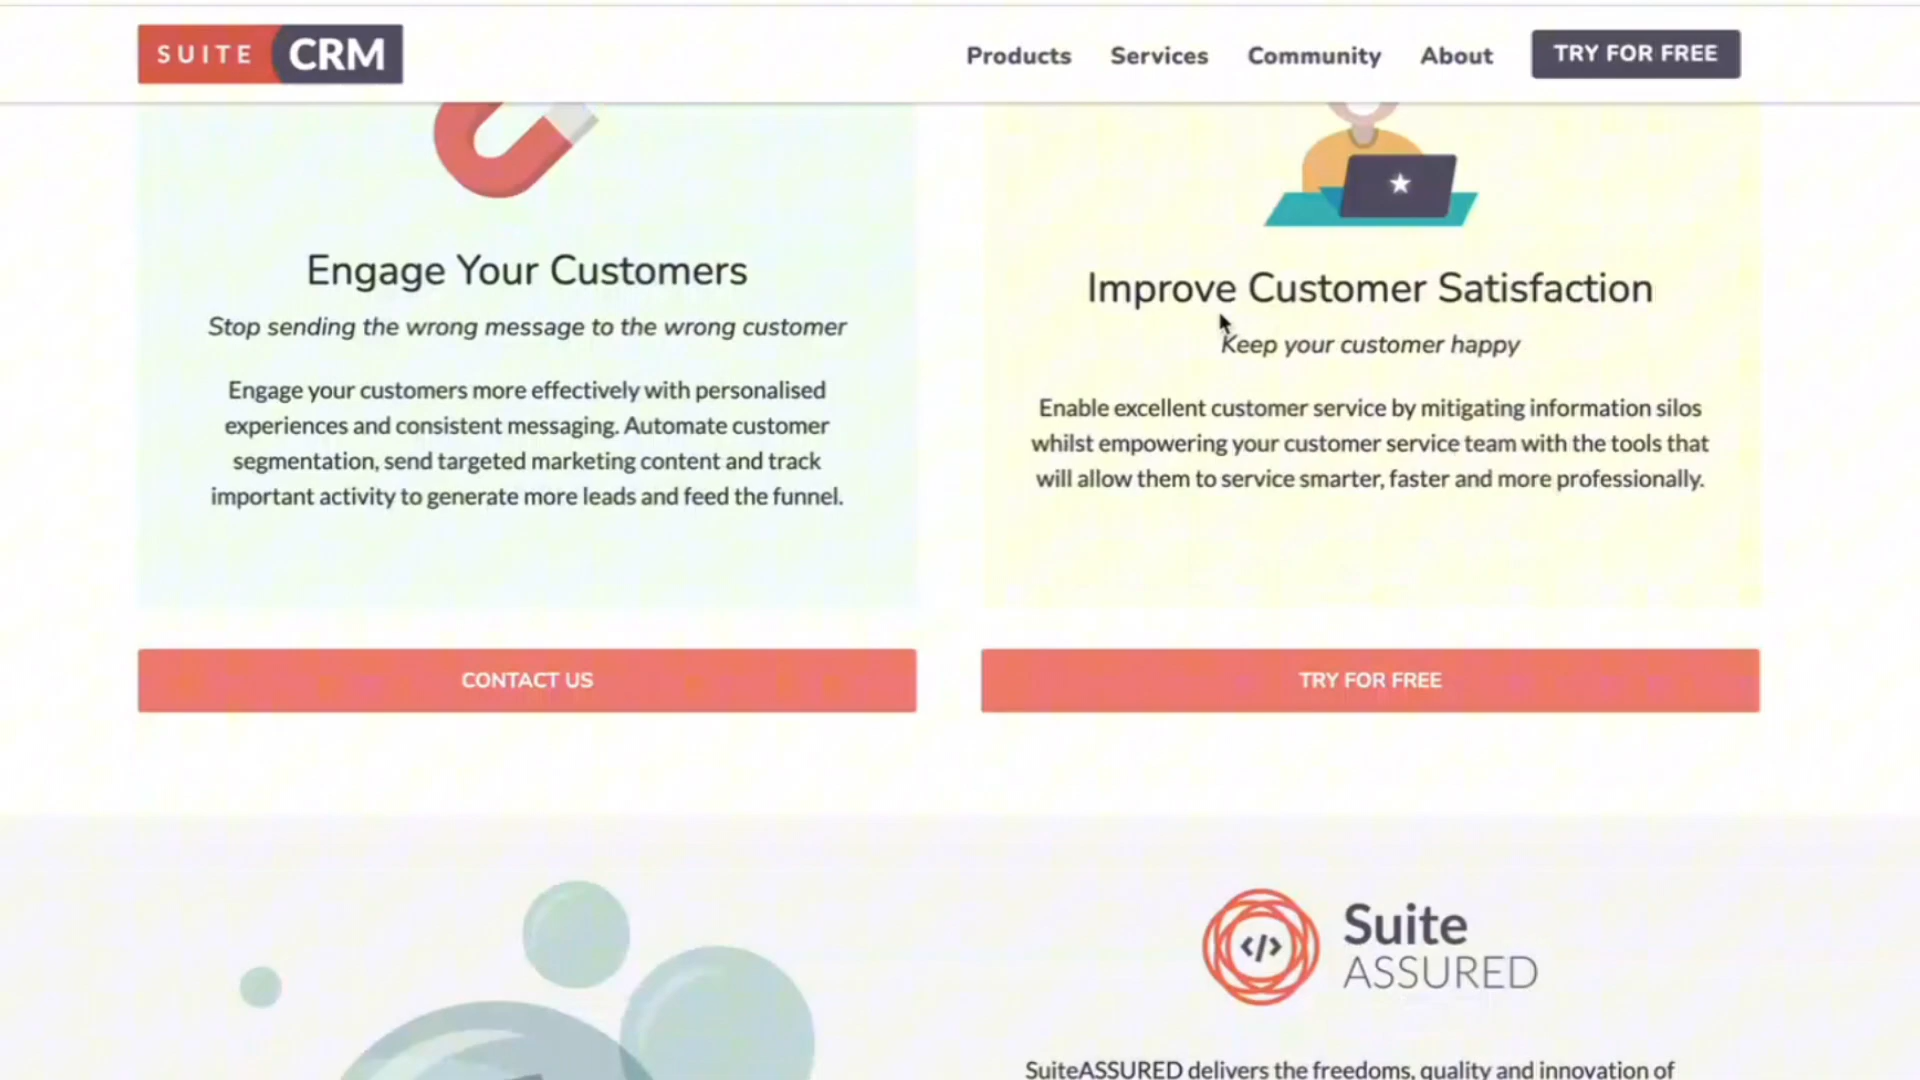 SUITE CRM
Products Services Community About TRY FOR FREE
Engage Your Customers
Stop sending the wrong message to the wrong customer
Engage your customers more effectively with personalised
experiences and consistent messaging. Automate customer
segmentation, send targeted marketing content and track
important activity to generate more leads and feed the funnel.
CONTACT US
Improve Customer Satisfaction
Keep your customer happy
Enable excellent customer service by mitigating information silos
whilst empowering your customer service team with the tools that
will allow them to service smarter, faster and more professionally.
TRY FOR FREE
</>
Suite
ASSURED
SuiteASSURED delivers the freedoms, quality and innovation of